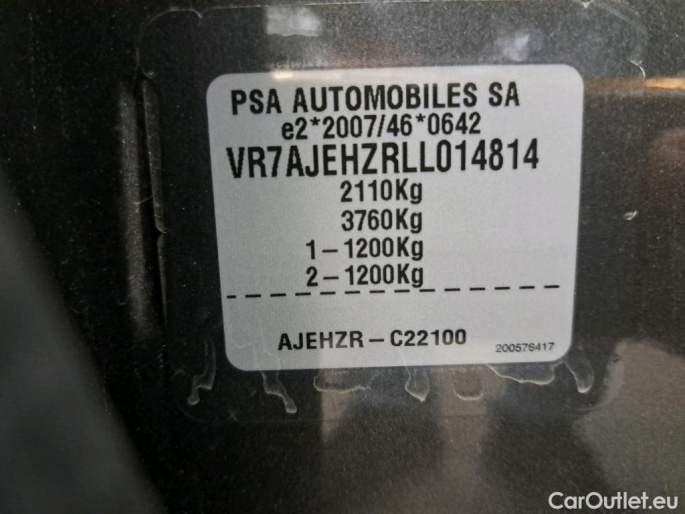 PSA AUTOMOBILES SA
e2*2007/46*0642
VR7AJEHZRLL014814
2110Kg
3760Kg
1-1200Kg
2-1200Kg
AJEHZR-C22100
200576417
CarOutlet.eu